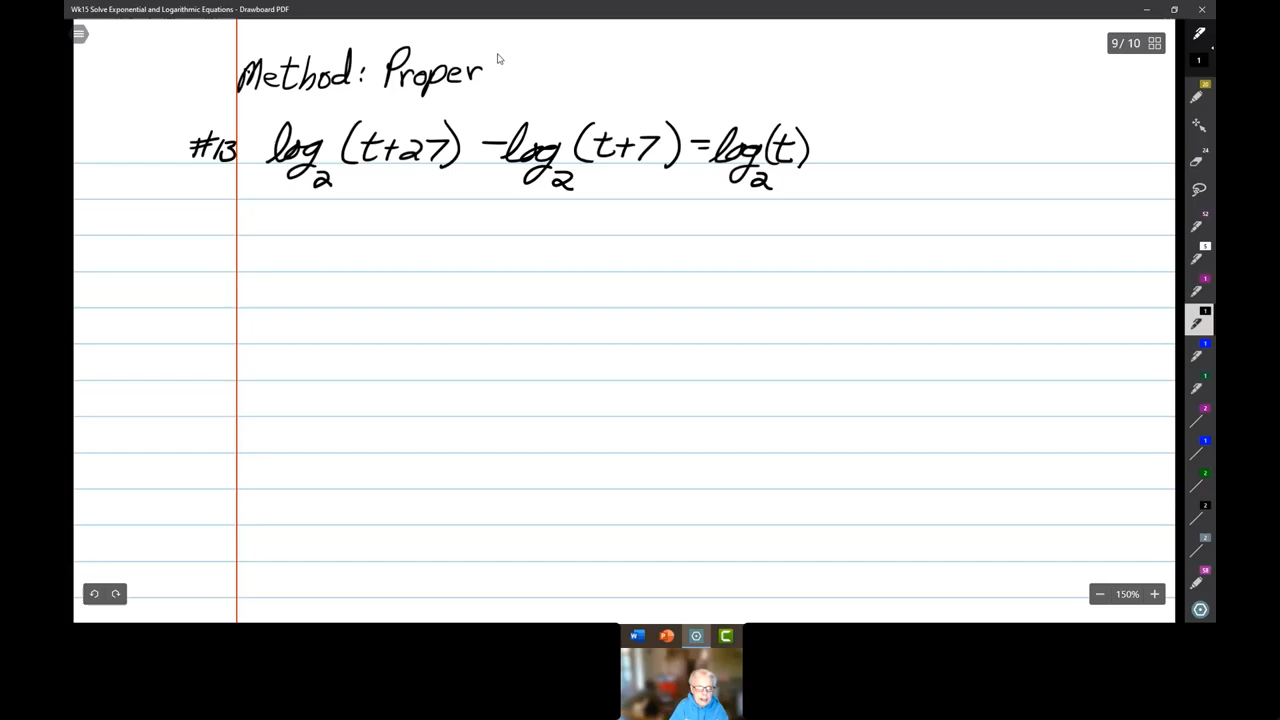 Wk15 Solve Exponential and Logarithmic Equations - Drawboard PDF
9 / 10
Method: Proper
#13 log₂(t+27) - log₂(t+7) = log₂(t)
150%